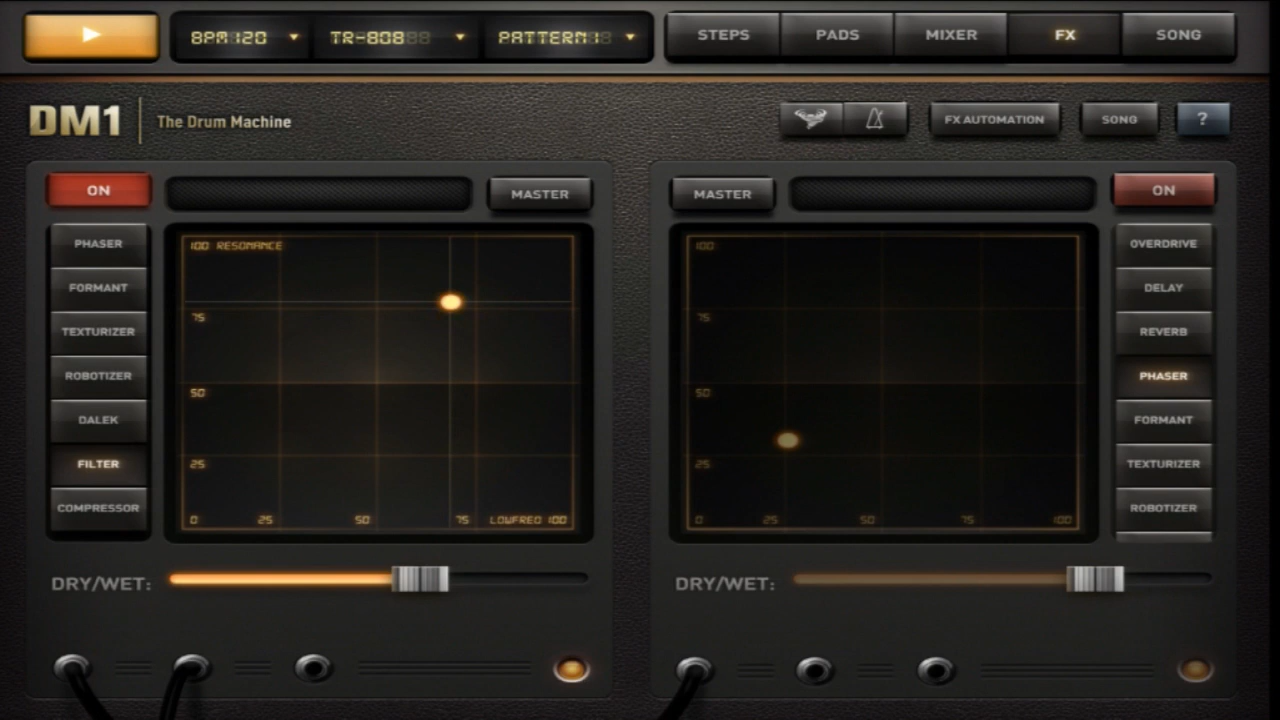 BPM 120 TR-808 PATTERN 1 STEPS PADS MIXER FX SONG
DM1 The Drum Machine FX AUTOMATION SONG ?
ON MASTER MASTER ON
PHASER
FORMANT
TEXTURIZER
ROBOTIZER
DALEK
FILTER
COMPRESSOR
100 RESONANCE
75
50
25
0 25 50 75 LOWFREQ 100
100
75
50
25
0 25 50 75 100
OVERDRIVE
DELAY
REVERB
PHASER
FORMANT
TEXTURIZER
ROBOTIZER
DRY/WET: DRY/WET: